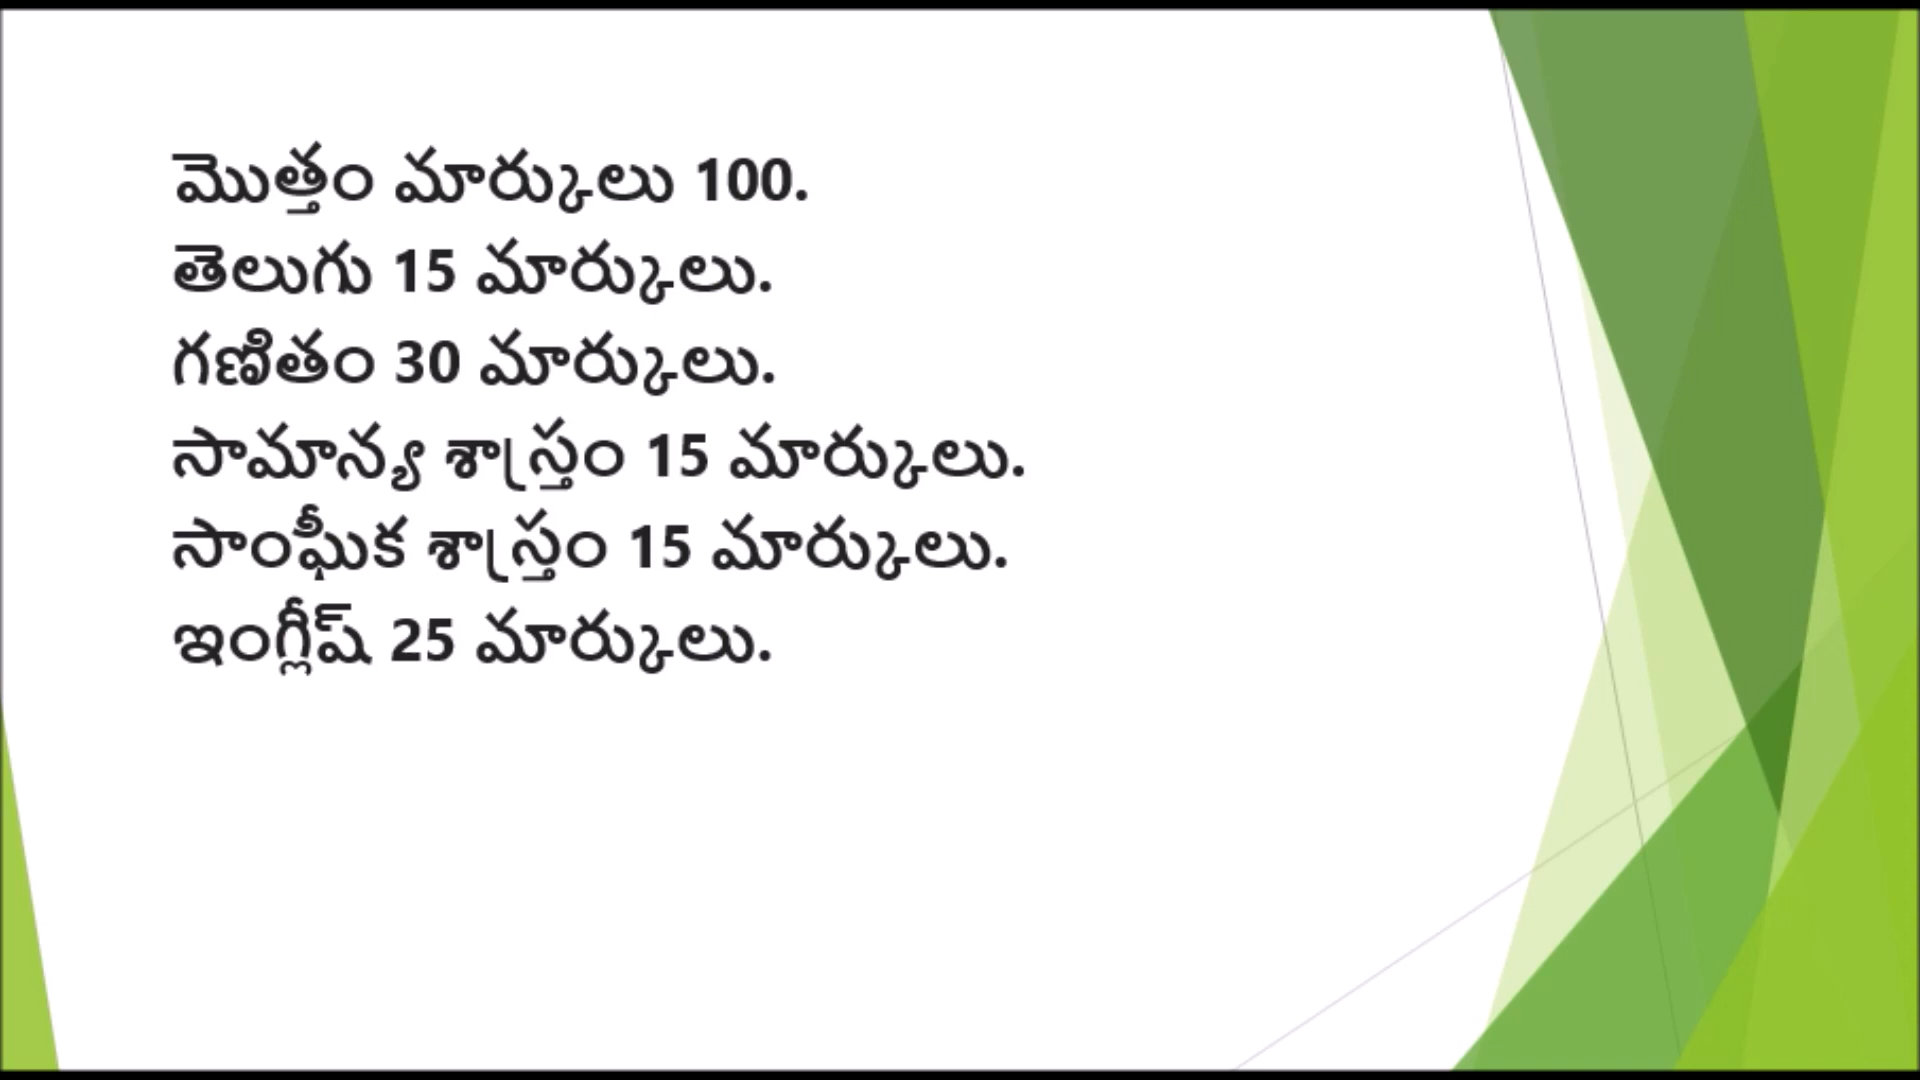 మొత్తం మార్కులు 100.
తెలుగు 15 మార్కులు.
గణితం 30 మార్కులు.
సామాన్య శాస్త్రం 15 మార్కులు.
సాంఘీక శాస్త్రం 15 మార్కులు.
ఇంగ్లీష్ 25 మార్కులు.